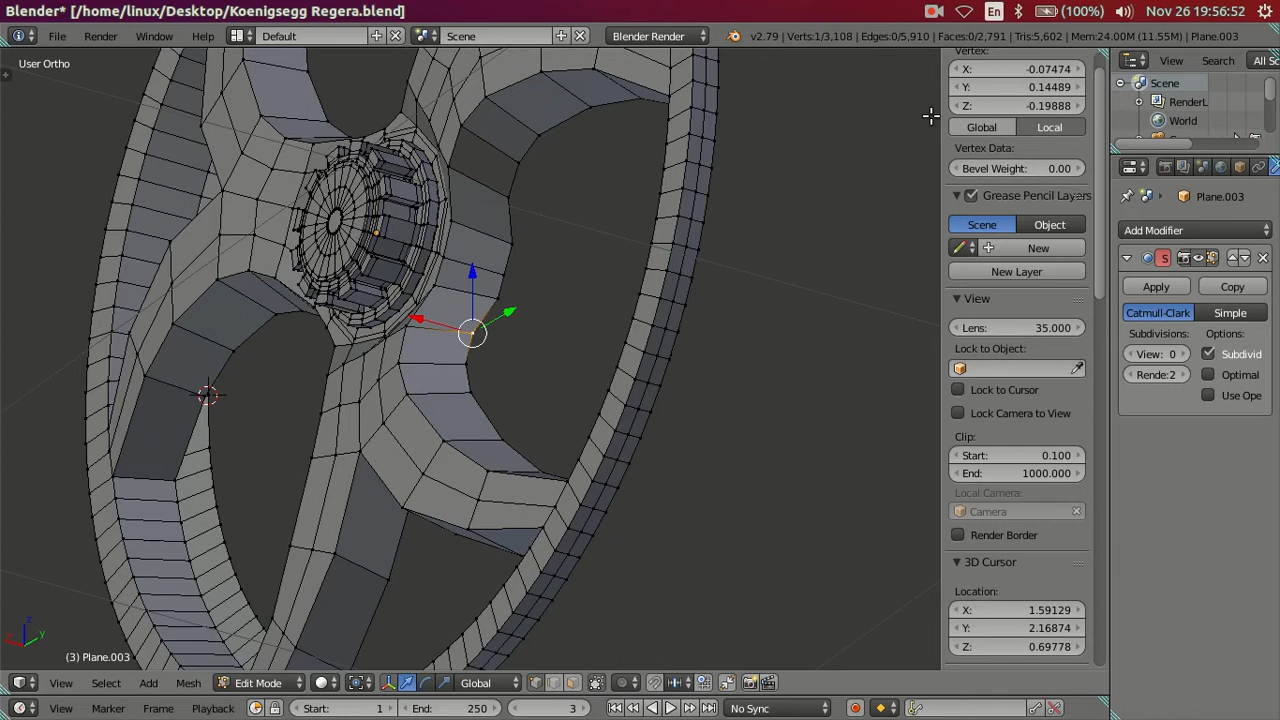 Blender* [/home/linux/Desktop/Koenigsegg Regera.blend]
En (100%) Nov 26 19:56:52
File Render Window Help Default Scene Blender Render v2.79 | Verts:1/3,108 | Edges:0/5,910 | Faces:0/2,791 | Tris:5,602 | Mem:24.00M (11.55M) | Plane.003
User Ortho
Vertex:
X: -0.07474
Y: 0.14489
Z: -0.19888
Global Local
Vertex Data:
Bevel Weight: 0.00
Grease Pencil Layers
Scene Object
New
New Layer
View
Lens: 35.000
Lock to Object:
Lock to Cursor
Lock Camera to View
Clip:
Start: 0.100
End: 1000.000
Local Camera:
Camera
Render Border
3D Cursor
Location:
X: 1.59129
Y: 2.16874
Z: 0.69778
View Search All Sc
Scene
RenderL
World
Plane.003
Add Modifier
S
Apply Copy
Catmull-Clark Simple
Subdivisions: Options:
View: 0 Subdivid
Rende:2 Optimal
Use Ope
x y z
(3) Plane.003
View Select Add Mesh Edit Mode Global
View Marker Frame Playback Start: 1 End: 250 3 No Sync